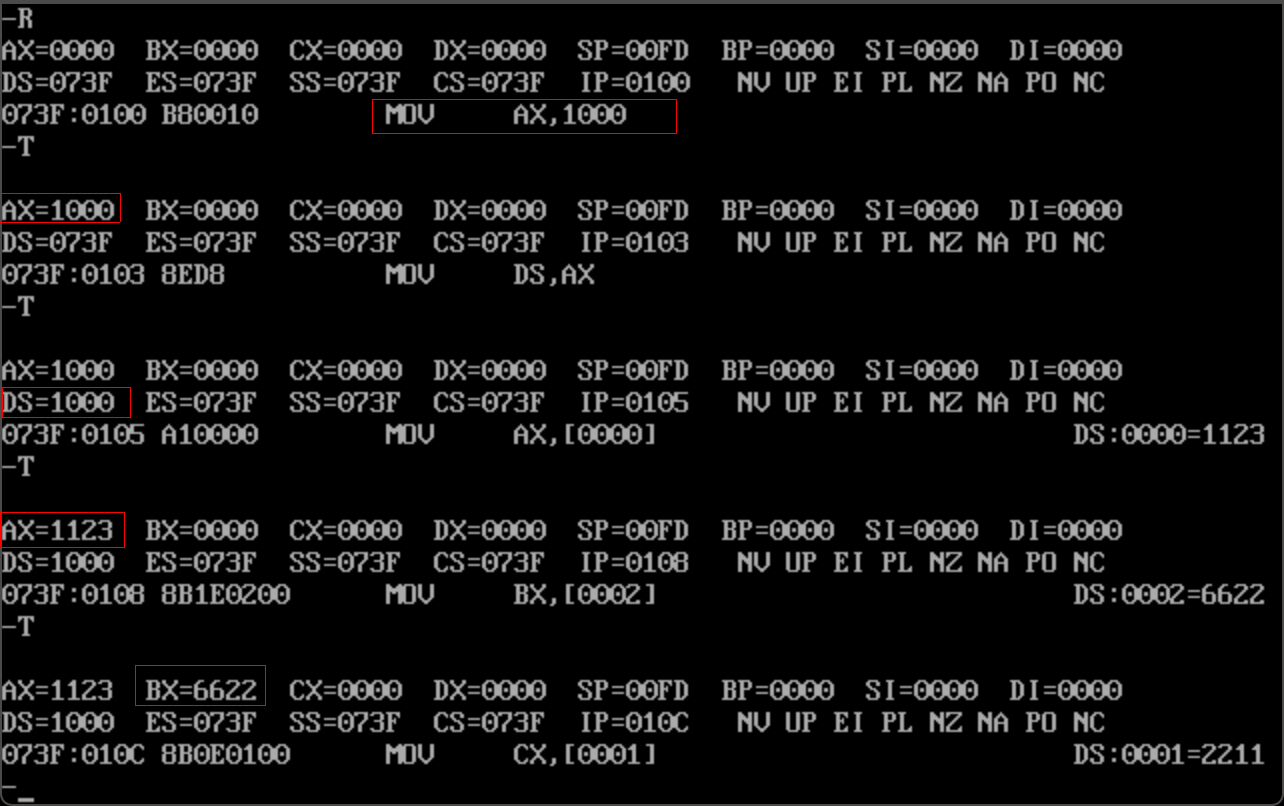 -R
AX=0000 BX=0000 CX=0000 DX=0000 SP=00FD BP=0000 SI=0000 DI=0000
DS=073F ES=073F SS=073F CS=073F IP=0100 NV UP EI PL NZ NA PO NC
073F:0100 B80010 MOV AX,1000
-T
AX=1000 BX=0000 CX=0000 DX=0000 SP=00FD BP=0000 SI=0000 DI=0000
DS=073F ES=073F SS=073F CS=073F IP=0103 NV UP EI PL NZ NA PO NC
073F:0103 8ED8 MOV DS,AX
-T
AX=1000 BX=0000 CX=0000 DX=0000 SP=00FD BP=0000 SI=0000 DI=0000
DS=1000 ES=073F SS=073F CS=073F IP=0105 NV UP EI PL NZ NA PO NC
073F:0105 A10000 MOV AX,[0000] DS:0000=1123
-T
AX=1123 BX=0000 CX=0000 DX=0000 SP=00FD BP=0000 SI=0000 DI=0000
DS=1000 ES=073F SS=073F CS=073F IP=0108 NV UP EI PL NZ NA PO NC
073F:0108 8B1E0200 MOV BX,[0002] DS:0002=6622
-T
AX=1123 BX=6622 CX=0000 DX=0000 SP=00FD BP=0000 SI=0000 DI=0000
DS=1000 ES=073F SS=073F CS=073F IP=010C NV UP EI PL NZ NA PO NC
073F:010C 8B0E0100 MOV CX,[0001] DS:0001=2211
-_